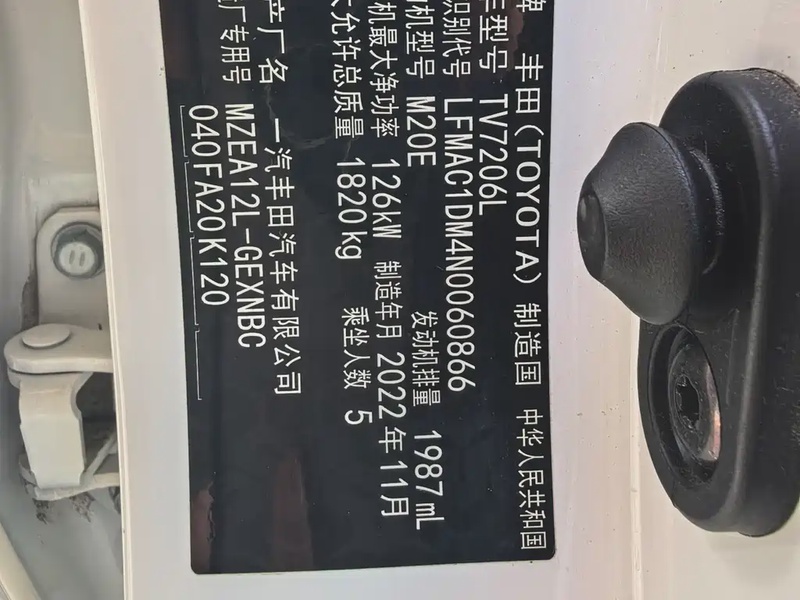 牌 丰田(TOYOTA) 制造国 中华人民共和国
车型号 TV7206L
识别代号 LFMAC1DM4N0060866
机型号 M20E 发动机排量 1987 mL
机最大净功率 126kW 制造年月 2022年11月
大允许总质量 1820kg 乘坐人数 5
产厂名 一汽丰田汽车有限公司
厂专用号 MZEA12L-GEXNBC
040FA20K120